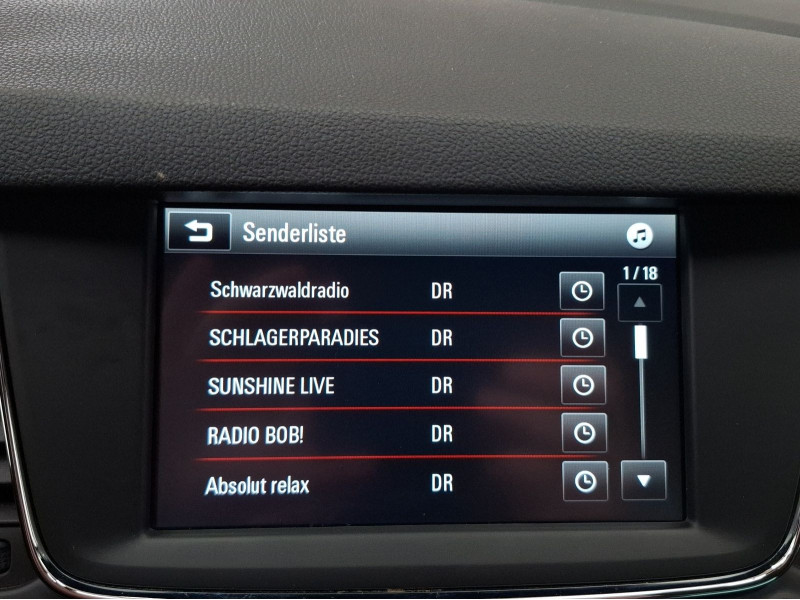 Senderliste
1/18
Schwarzwaldradio DR
SCHLAGERPARADIES DR
SUNSHINE LIVE DR
RADIO BOB! DR
Absolut relax DR